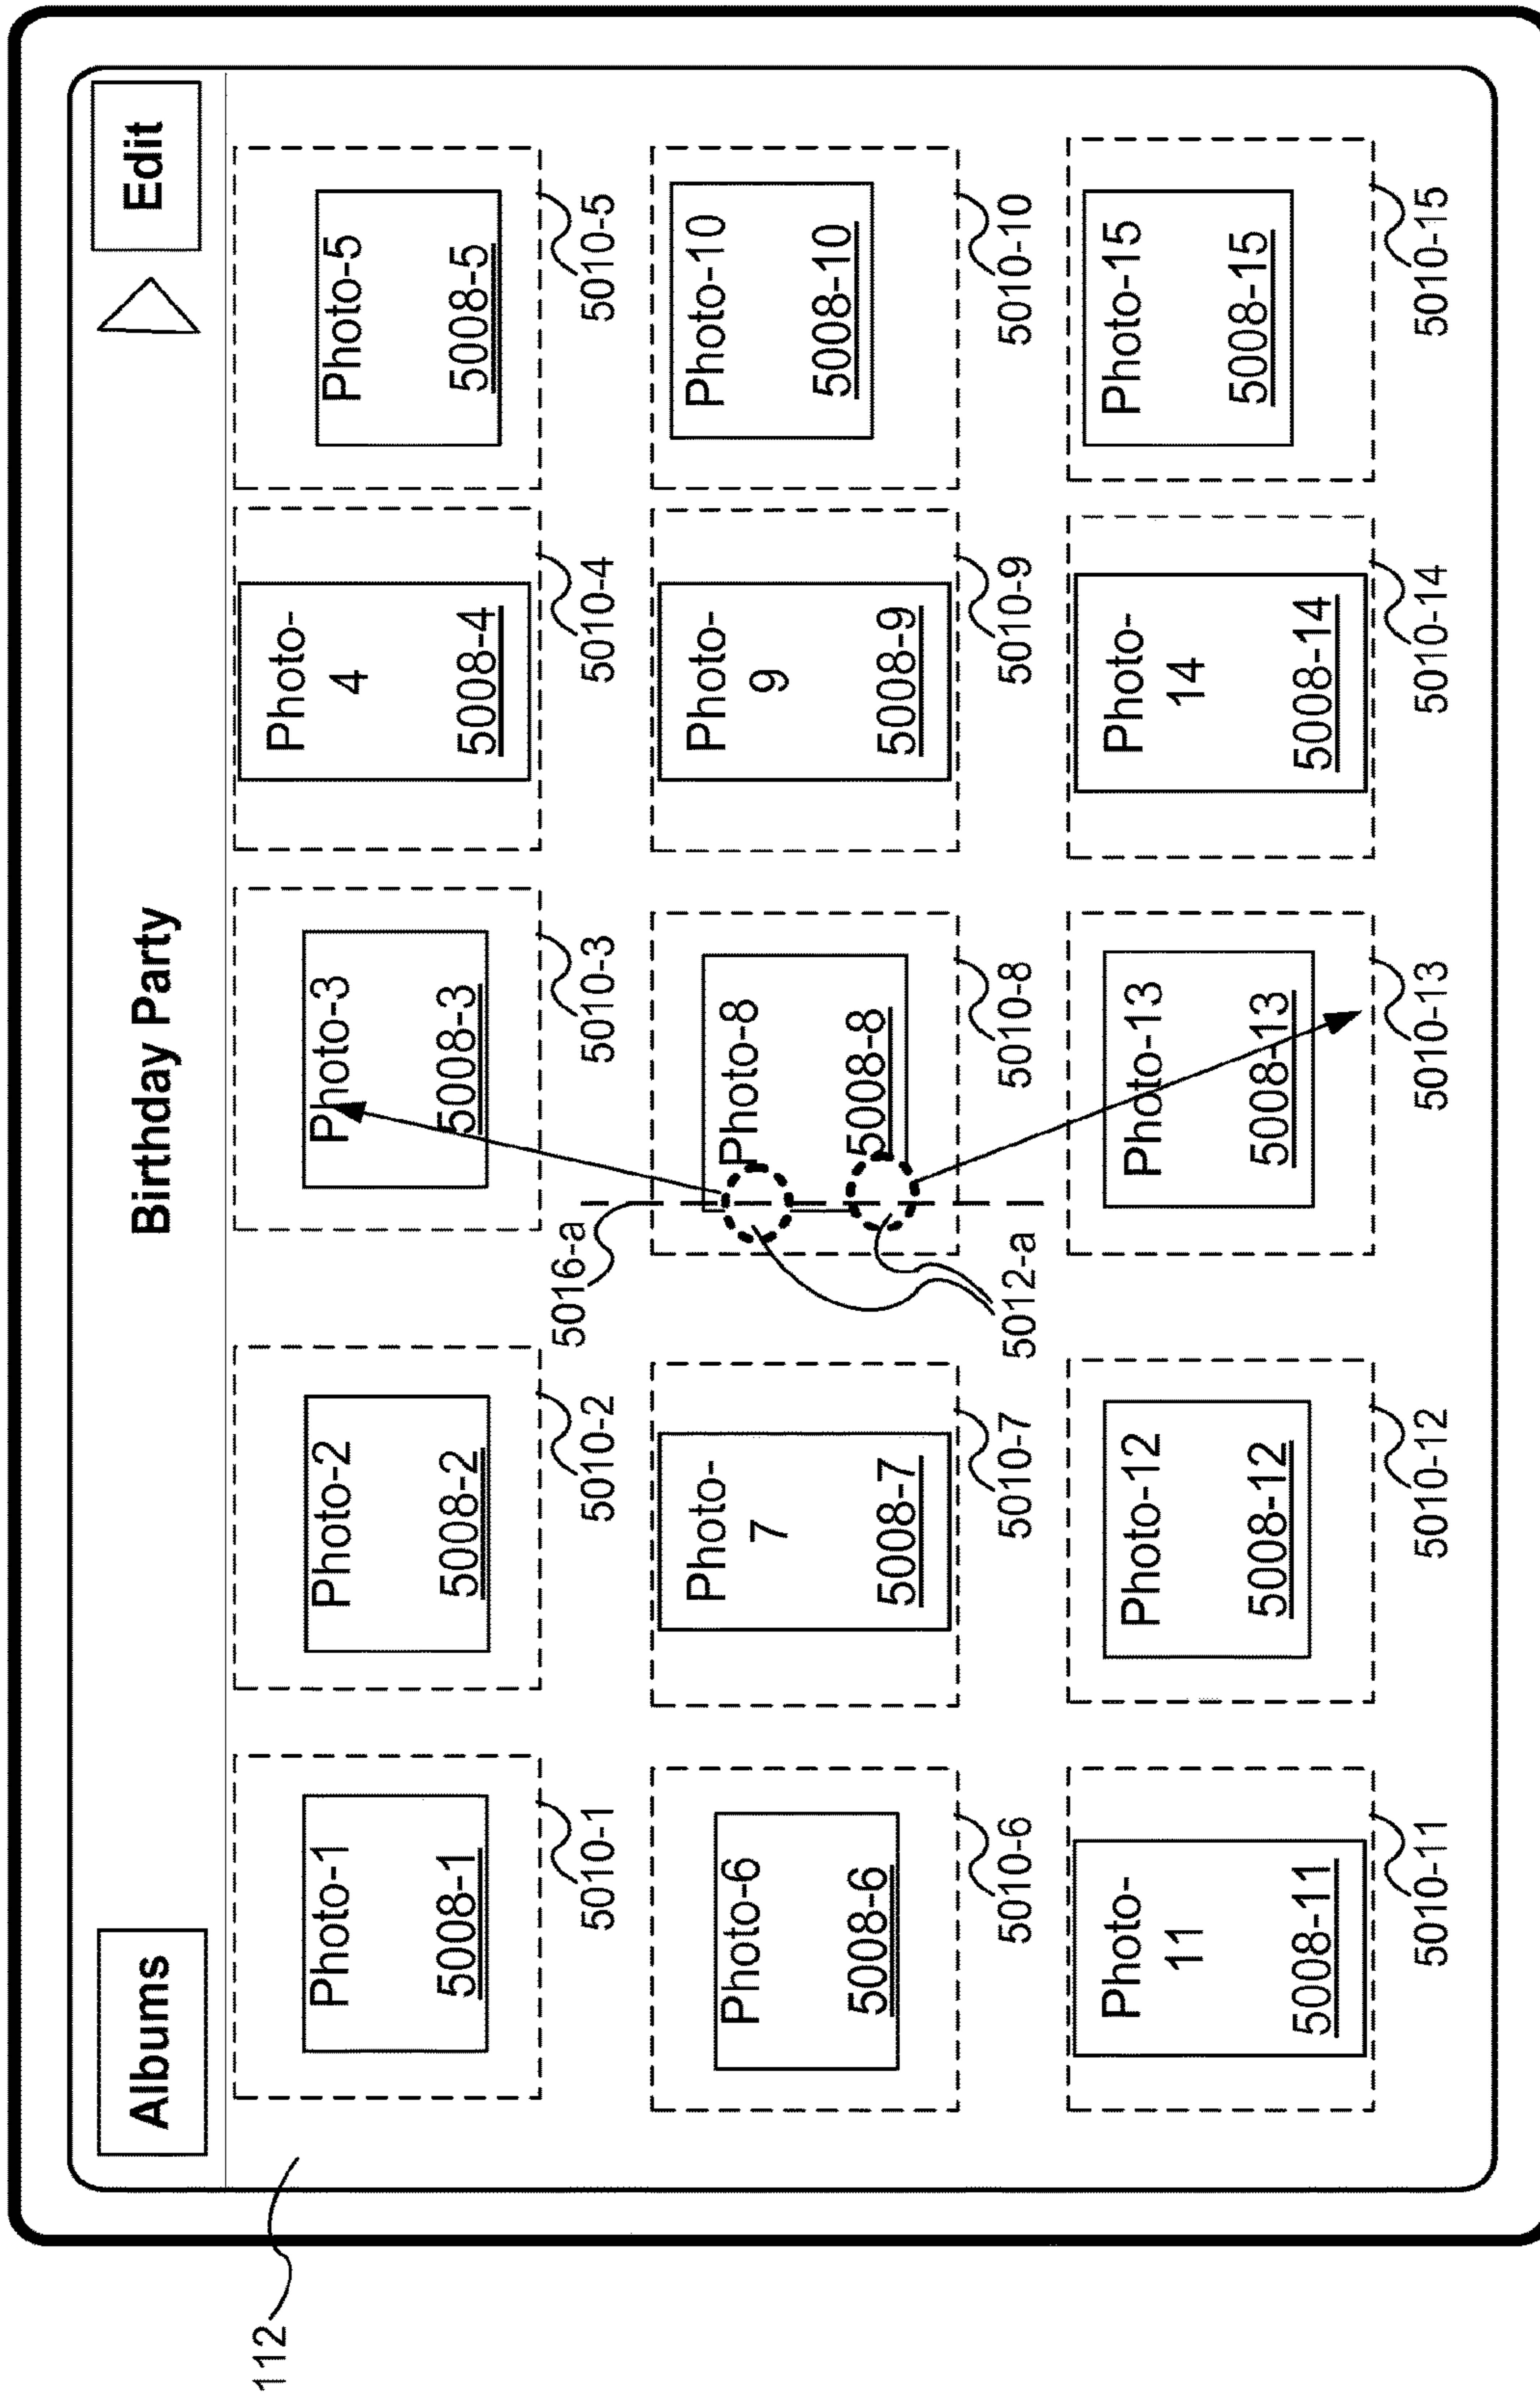 Albums
Birthday Party
Edit
Photo-1
5008-1
5010-1
Photo-2
5008-2
5010-2
Photo-3
5008-3
5010-3
Photo-
4
5008-4
5010-4
Photo-5
5008-5
5010-5
5016-a
Photo-6
5008-6
5010-6
Photo-
7
5008-7
5010-7
5012-a
Photo-8
5008-8
5010-8
Photo-
9
5008-9
5010-9
Photo-10
5008-10
5010-10
Photo-
11
5008-11
5010-11
Photo-12
5008-12
5010-12
Photo-13
5008-13
5010-13
Photo-
14
5008-14
5010-14
Photo-15
5008-15
5010-15
112